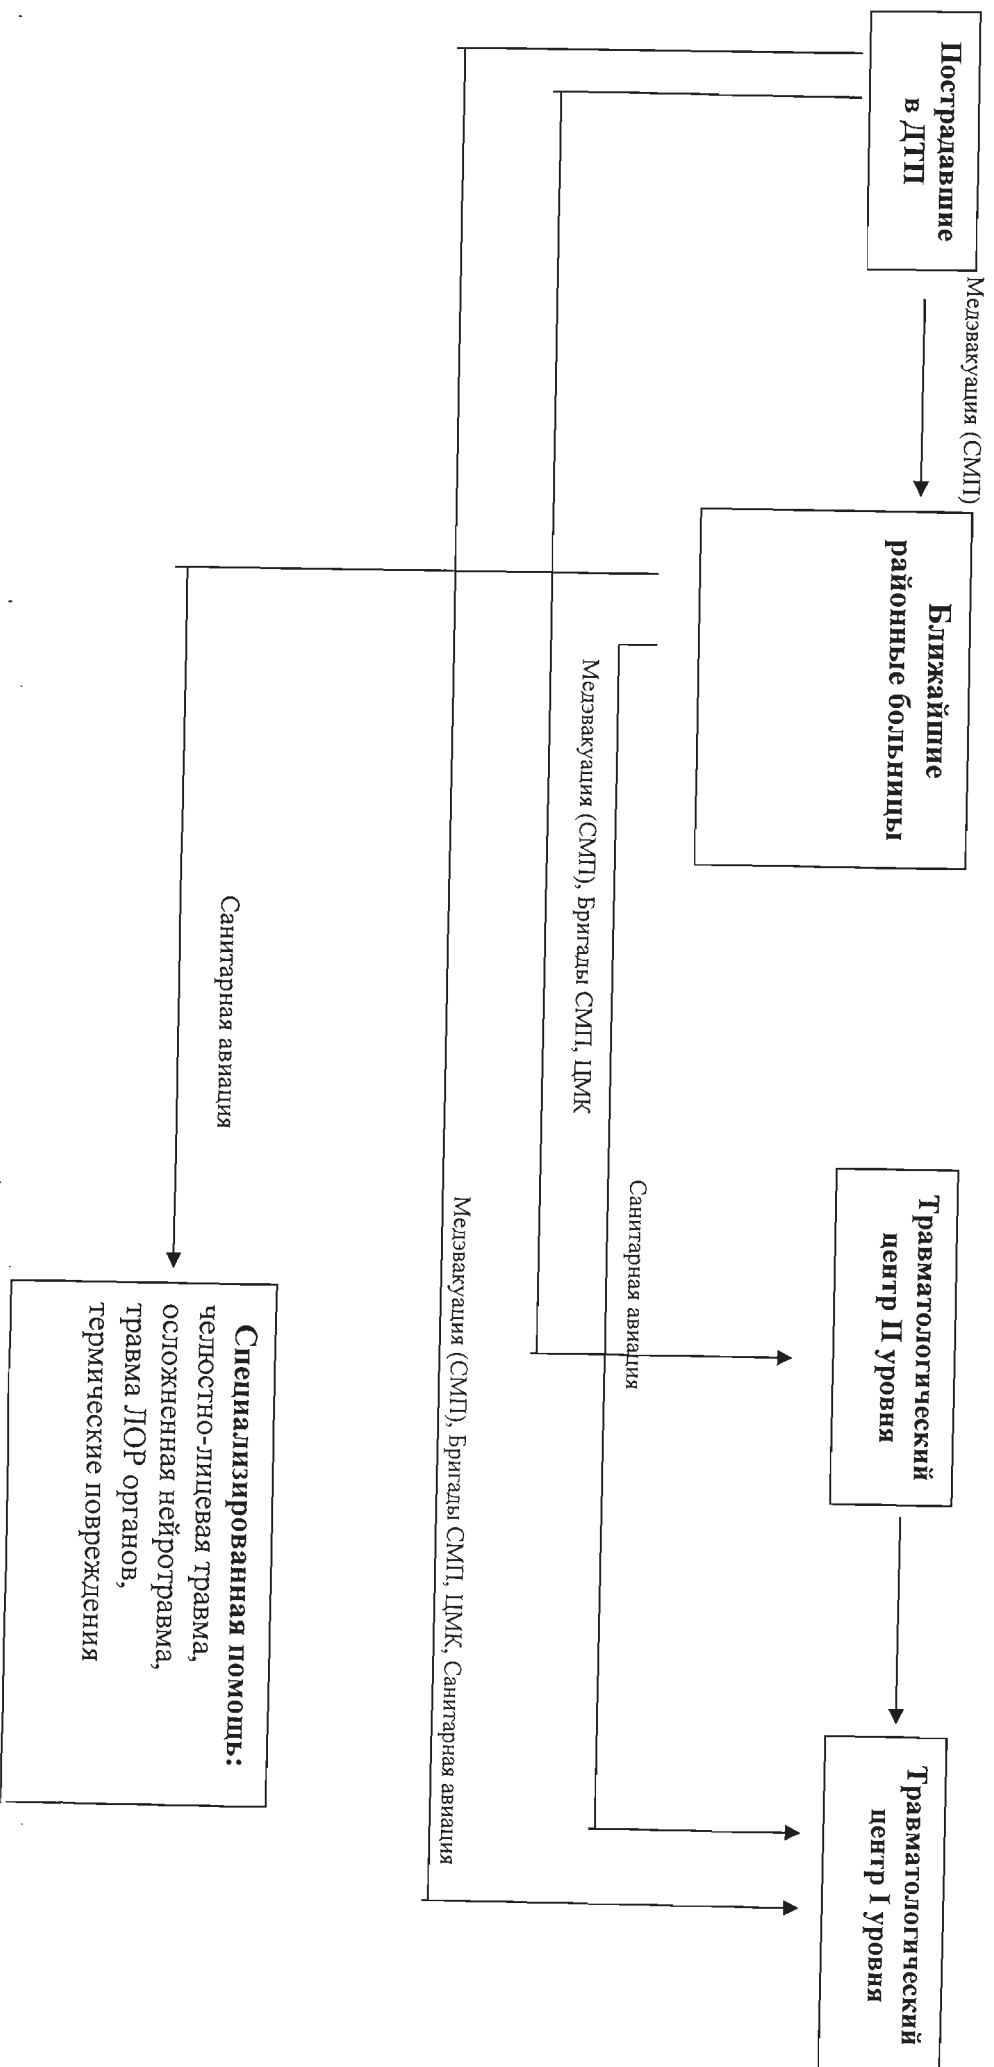 Пострадавшие
в ДТП
Медэвакуация (СМП)
Ближайшие
районные больницы
Травматологический
центр II уровня
Травматологический
центр I уровня
Санитарная авиация
Медэвакуация (СМП), Бригады СМП, ЦМК
Медэвакуация (СМП), Бригады СМП, ЦМК, Санитарная авиация
Санитарная авиация
Специализированная помощь:
челюстно-лицевая травма,
осложненная нейротравма,
травма ЛОР органов,
термические повреждения